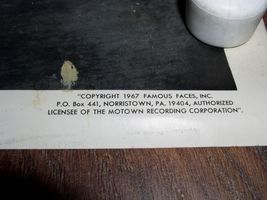 "COPYRIGHT 1967 FAMOUS FACES, INC.
P.O. Box 441, NORRISTOWN, PA. 19404, AUTHORIZED
LICENSEE OF THE MOTOWN RECORDING CORPORATION".